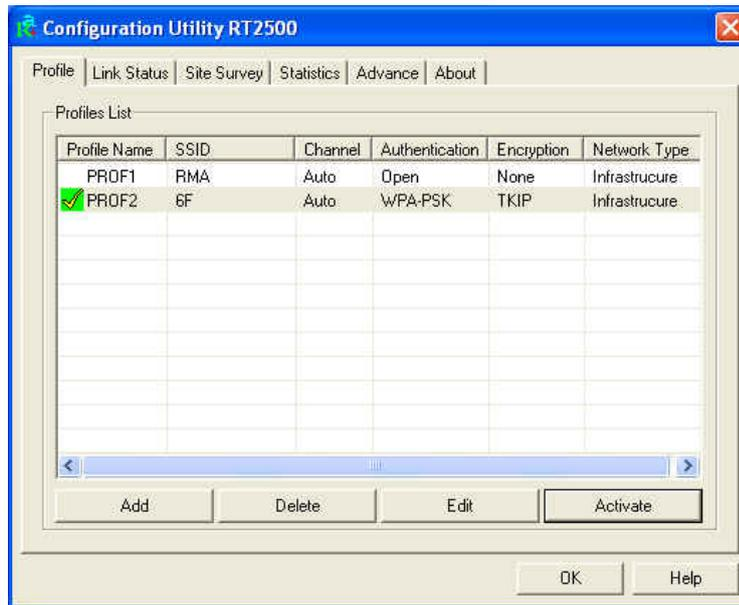 Configuration Utility RT2500
Profile Link Status Site Survey Statistics Advance About
Profiles List
Profile Name SSID Channel Authentication Encryption Network Type
PROF1 RMA Auto Open None Infrastrucure
PROF2 6F Auto WPA-PSK TKIP Infrastrucure
Add Delete Edit Activate
OK Help